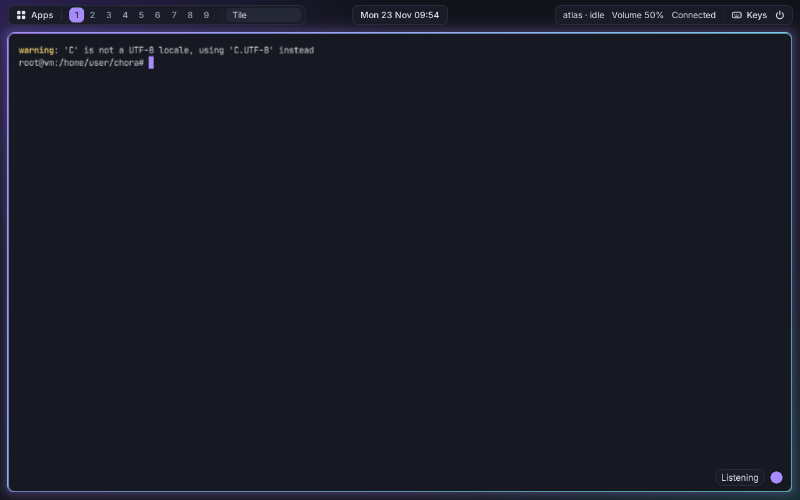 Apps 1 2 3 4 5 6 7 8 9 Tile Mon 23 Nov 09:54 atlas · idle Volume 50% Connected Keys
warning: 'C' is not a UTF-8 locale, using 'C.UTF-8' instead
root@vm:/home/user/chora#
Listening